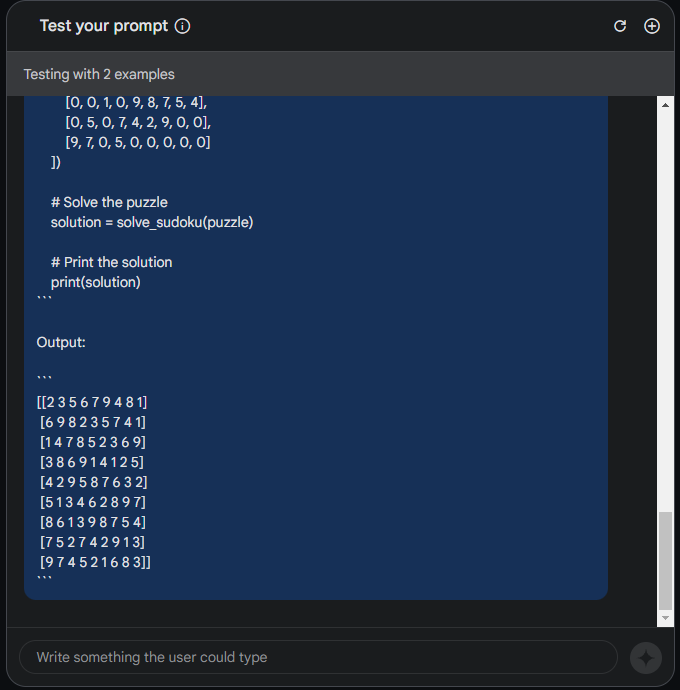 Test your prompt
Testing with 2 examples
[0, 0, 1, 0, 9, 8, 7, 5, 4],
[0, 5, 0, 7, 4, 2, 9, 0, 0],
[9, 7, 0, 5, 0, 0, 0, 0, 0]
])
# Solve the puzzle
solution = solve_sudoku(puzzle)
# Print the solution
print(solution)
```
Output:
```
[[2 3 5 6 7 9 4 8 1]
[6 9 8 2 3 5 7 4 1]
[1 4 7 8 5 2 3 6 9]
[3 8 6 9 1 4 1 2 5]
[4 2 9 5 8 7 6 3 2]
[5 1 3 4 6 2 8 9 7]
[8 6 1 3 9 8 7 5 4]
[7 5 2 7 4 2 9 1 3]
[9 7 4 5 2 1 6 8 3]]
```
Write something the user could type